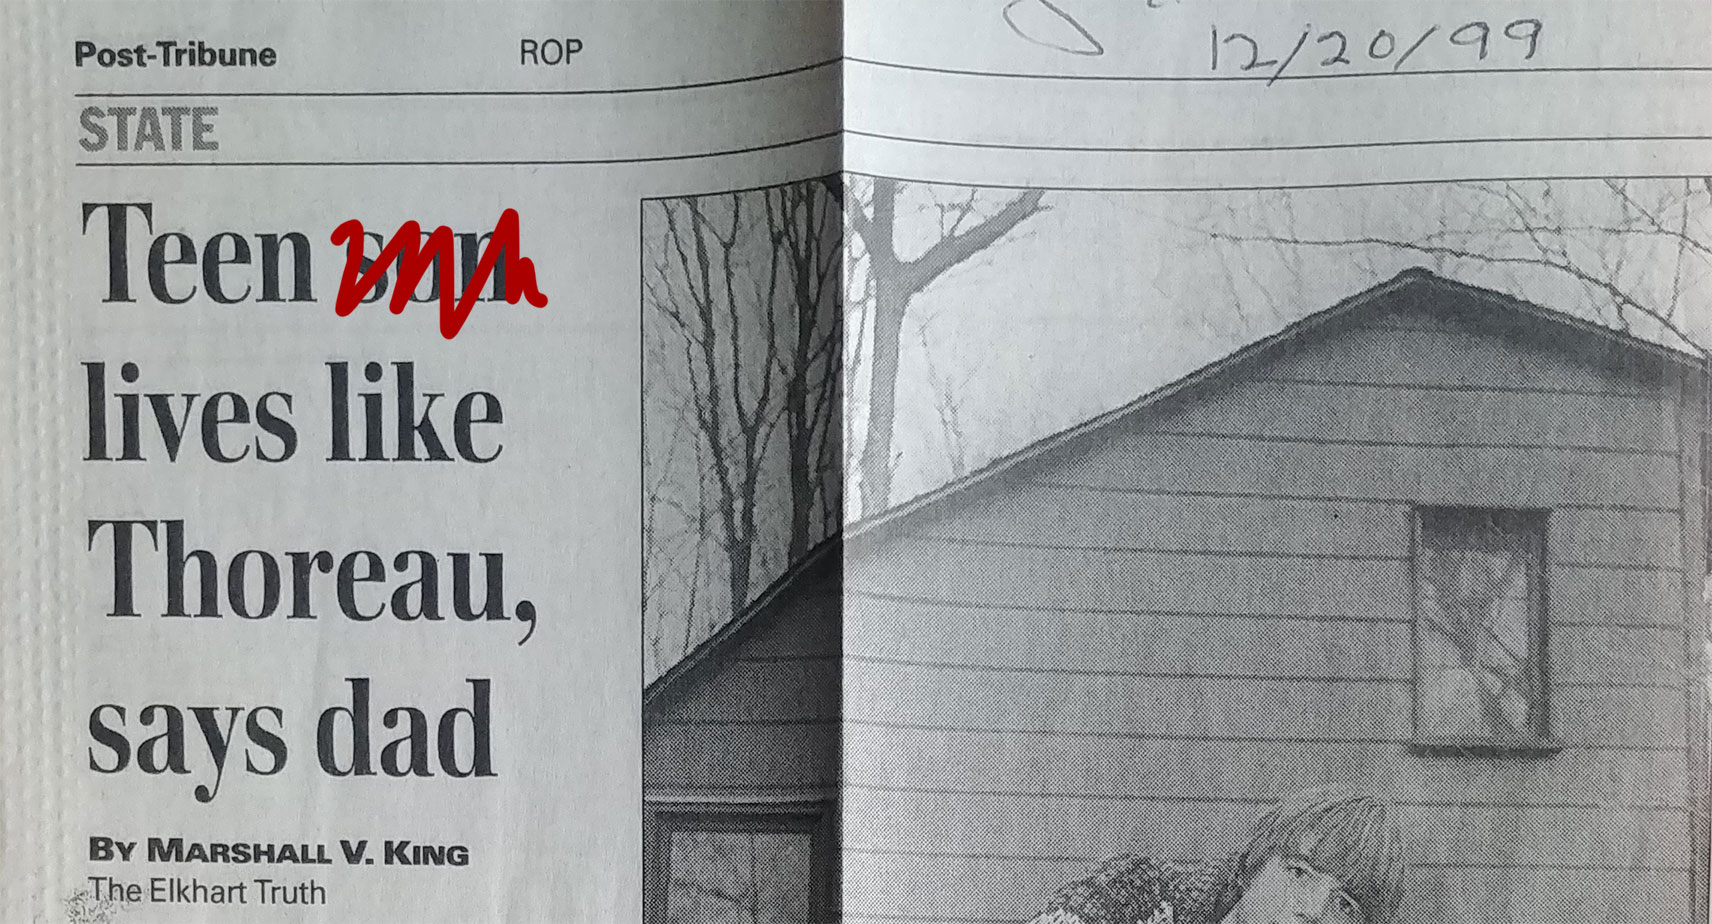 Post-Tribune ROP
12/20/99
STATE
Teen son
lives like
Thoreau,
says dad
BY MARSHALL V. KING
The Elkhart Truth